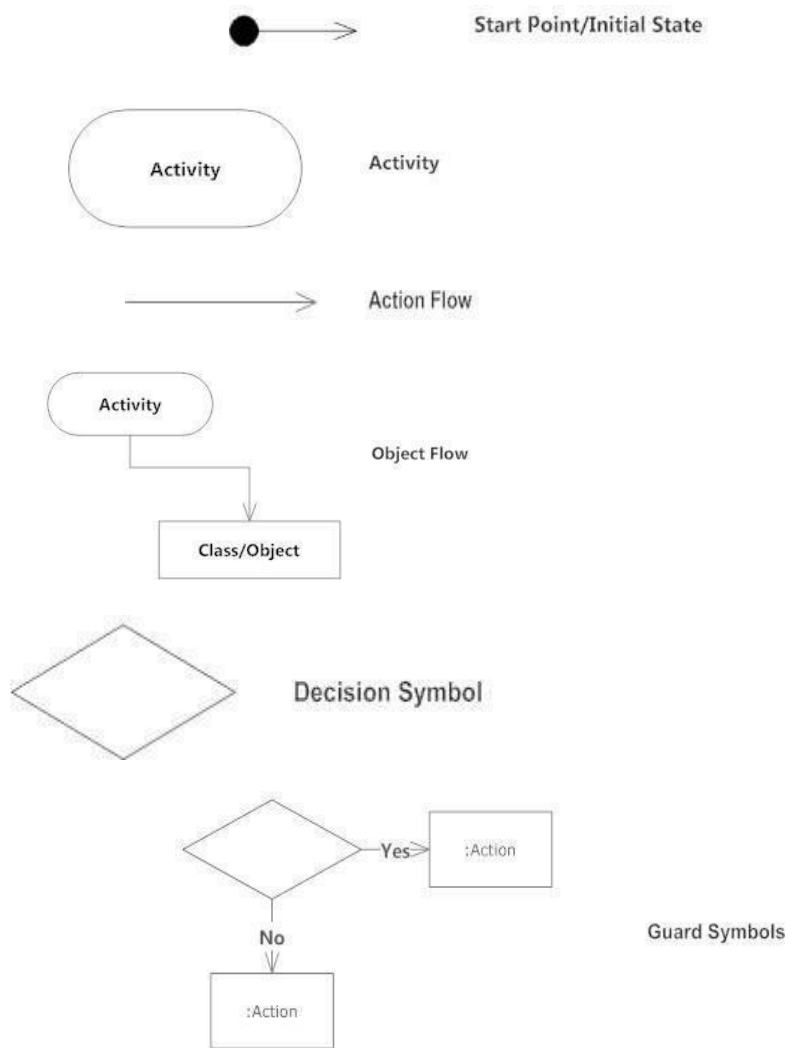 Start Point/Initial State
Activity
Activity
Action Flow
Activity
Object Flow
Class/Object
Decision Symbol
Yes
:Action
No
Guard Symbols
:Action